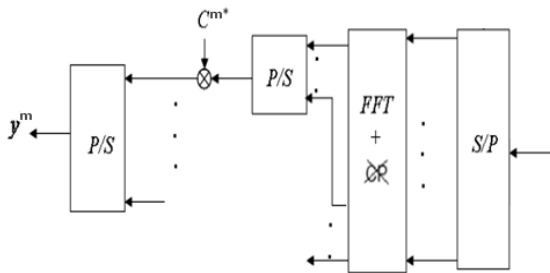 C^m*
P/S
FFT
+
CP
S/P
y^m
P/S